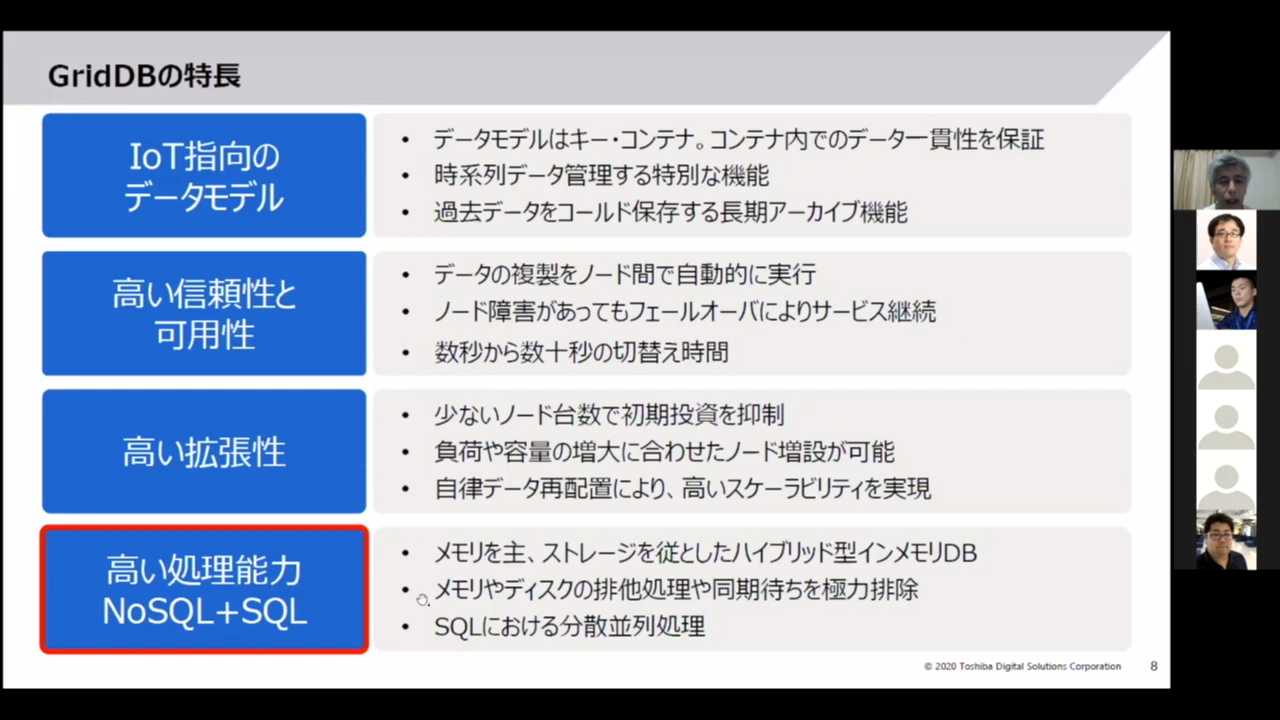 GridDBの特長
IoT指向の
データモデル
• データモデルはキー・コンテナ。コンテナ内でのデータ一貫性を保証
• 時系列データ管理する特別な機能
• 過去データをコールド保存する長期アーカイブ機能
高い信頼性と
可用性
• データの複製をノード間で自動的に実行
• ノード障害があってもフェールオーバによりサービス継続
• 数秒から数十秒の切替え時間
高い拡張性
• 少ないノード台数で初期投資を抑制
• 負荷や容量の増大に合わせたノード増設が可能
• 自律データ再配置により、高いスケーラビリティを実現
高い処理能力
NoSQL+SQL
• メモリを主、ストレージを従としたハイブリッド型インメモリDB
• メモリやディスクの排他処理や同期待ちを極力排除
• SQLにおける分散並列処理
© 2020 Toshiba Digital Solutions Corporation 8